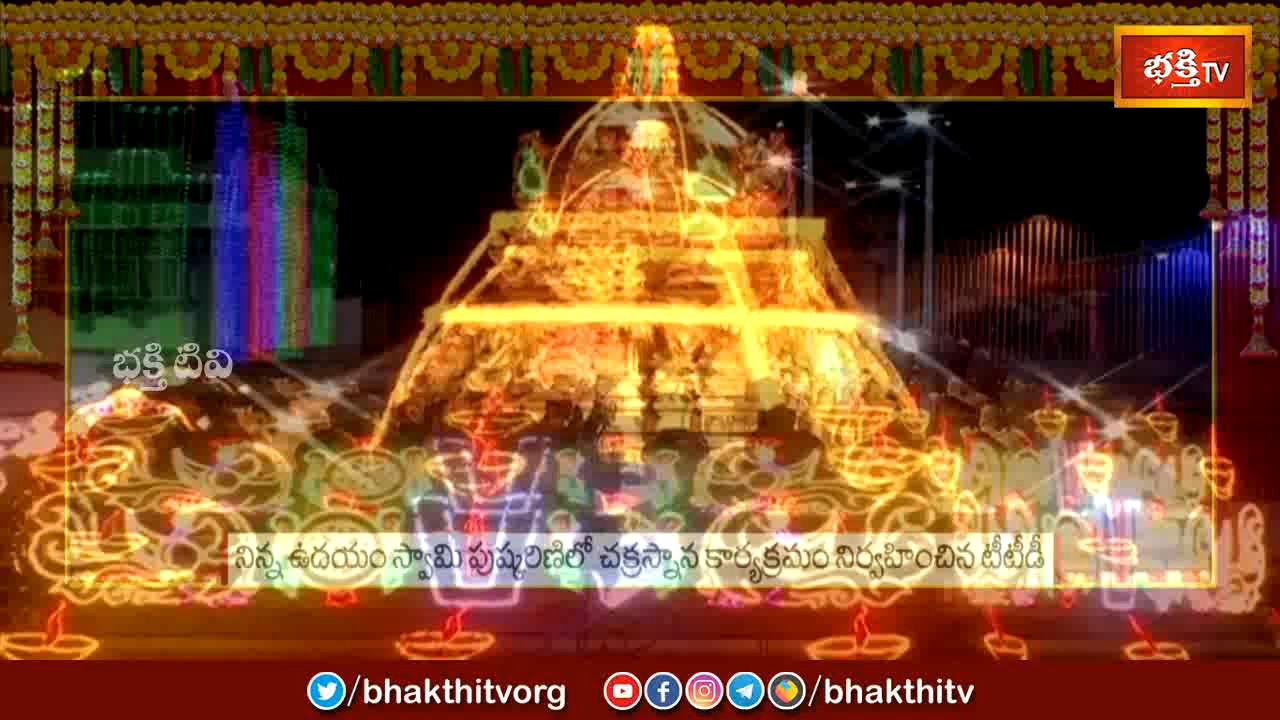 భక్తి TV
భక్తి టివి
నిన్న ఉదయం స్వామి పుష్కరిణిలో చక్రస్నాన కార్యక్రమం నిర్వహించిన టీటీడీ
/bhakthitvorg /bhakthitv